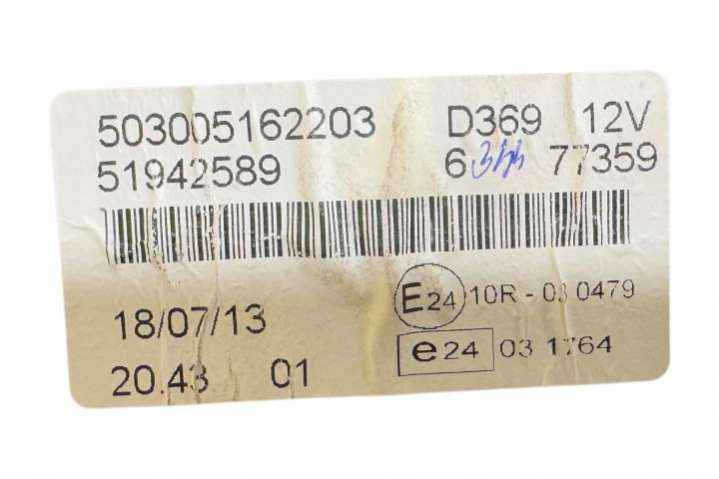 503005162203 D369 12V
51942589 6 77359
18/07/13
E24 10R - 03 0479
20.43 01
e24 03 1764